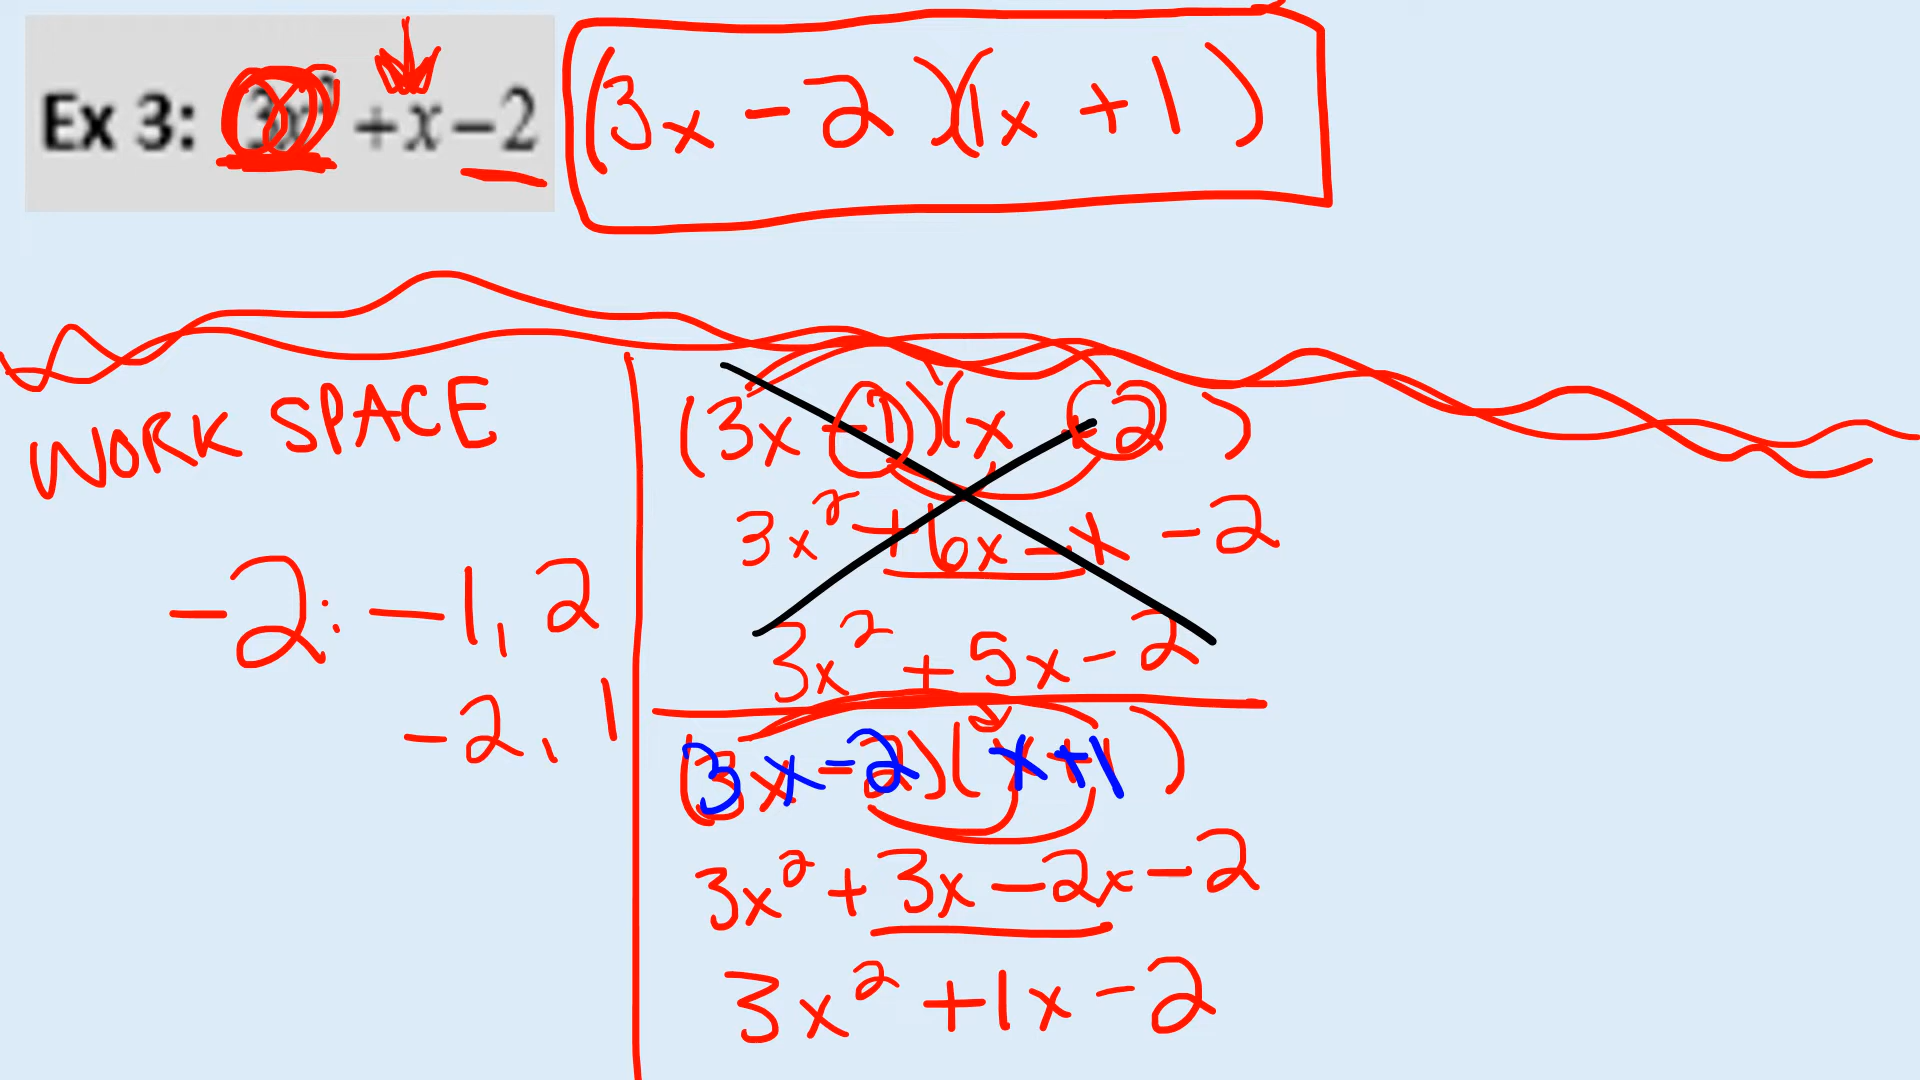 Ex 3: 3x² + x − 2
(3x − 2)(1x + 1)
WORK SPACE
−2: −1, 2
−2, 1
(3x − 1)(x + 2)
3x² + 6x − x − 2
3x² + 5x − 2
(3x − 2)(x + 1)
3x² + 3x − 2x − 2
3x² + 1x − 2